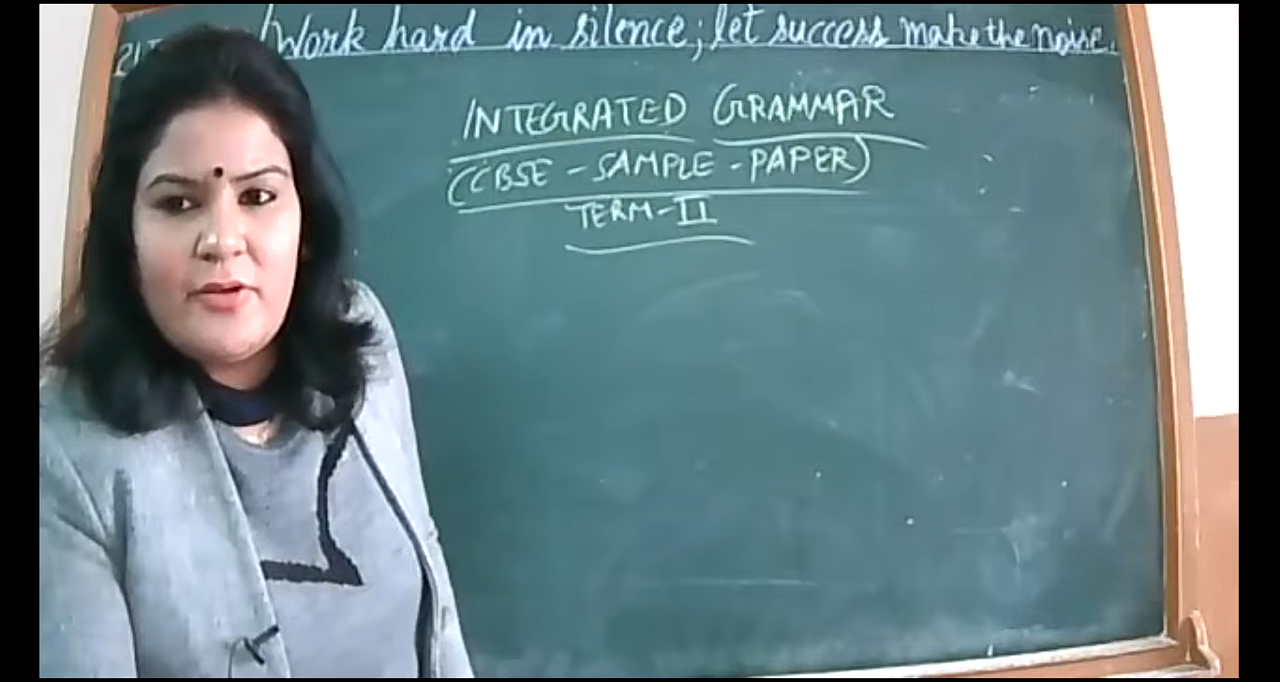 Work hard in silence; let success make the noise.
INTEGRATED GRAMMAR
(CBSE - SAMPLE - PAPER)
TERM-II